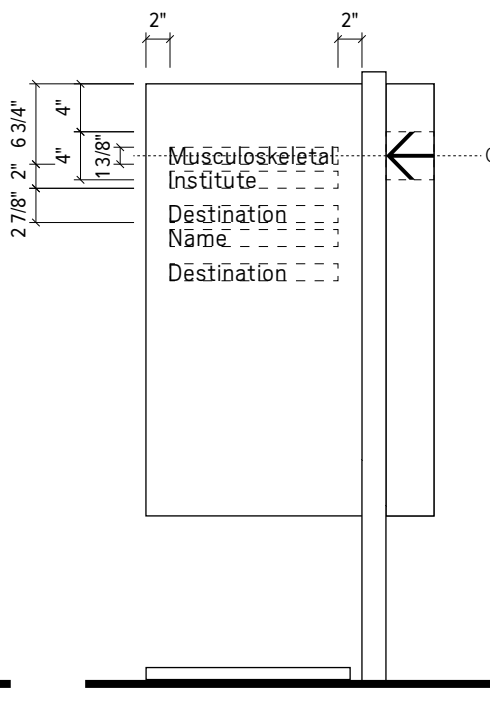 2" 2"
6 3/4" 4"
2" 4" 1 3/8"
2 7/8"
Musculoskeletal
Institute
Destination
Name
Destination